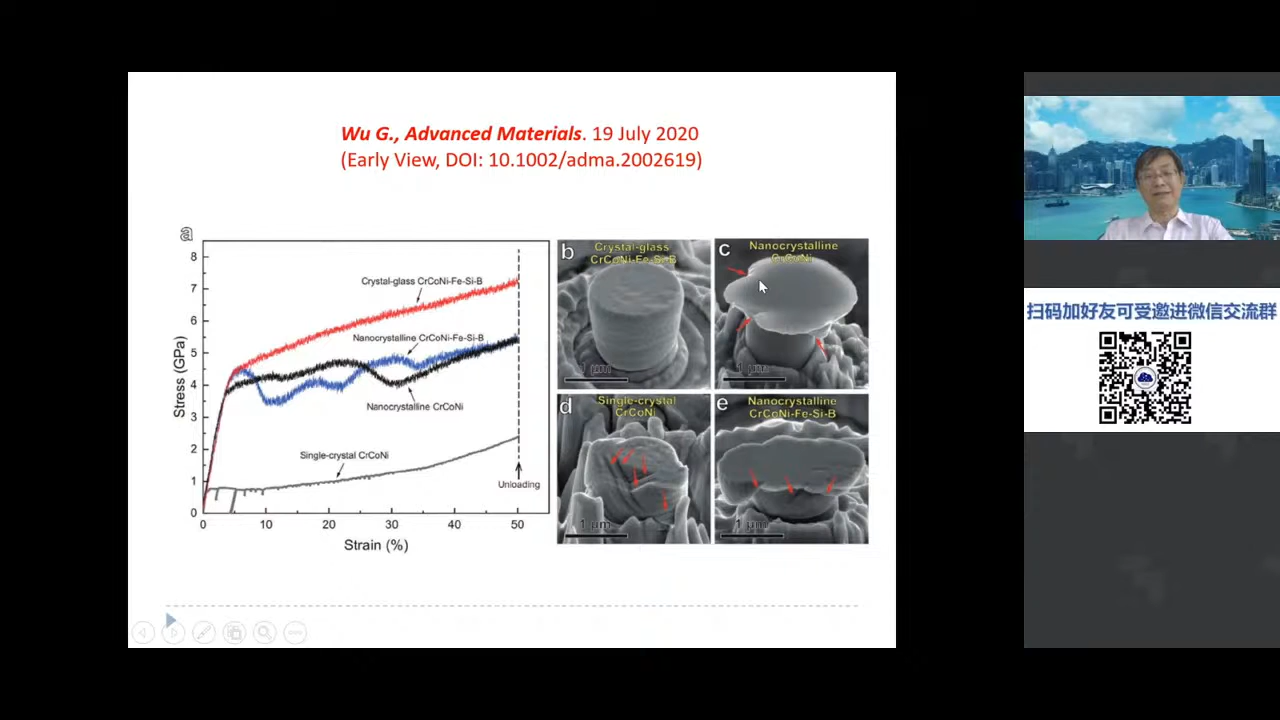 Wu G., Advanced Materials. 19 July 2020
(Early View, DOI: 10.1002/adma.2002619)
a
8
7
6
5
4
3
2
1
0
Stress (GPa)
Crystal-glass CrCoNi-Fe-Si-B
Nanocrystalline CrCoNi-Fe-Si-B
Nanocrystalline CrCoNi
Single-crystal CrCoNi
Unloading
0 10 20 30 40 50
Strain (%)
b
Crystal-glass
CrCoNi-Fe-Si-B
1 μm
c
Nanocrystalline
CrCoNi
1 μm
d
Single-crystal
CrCoNi
1 μm
e
Nanocrystalline
CrCoNi-Fe-Si-B
1 μm
扫码加好友可受邀进微信交流群